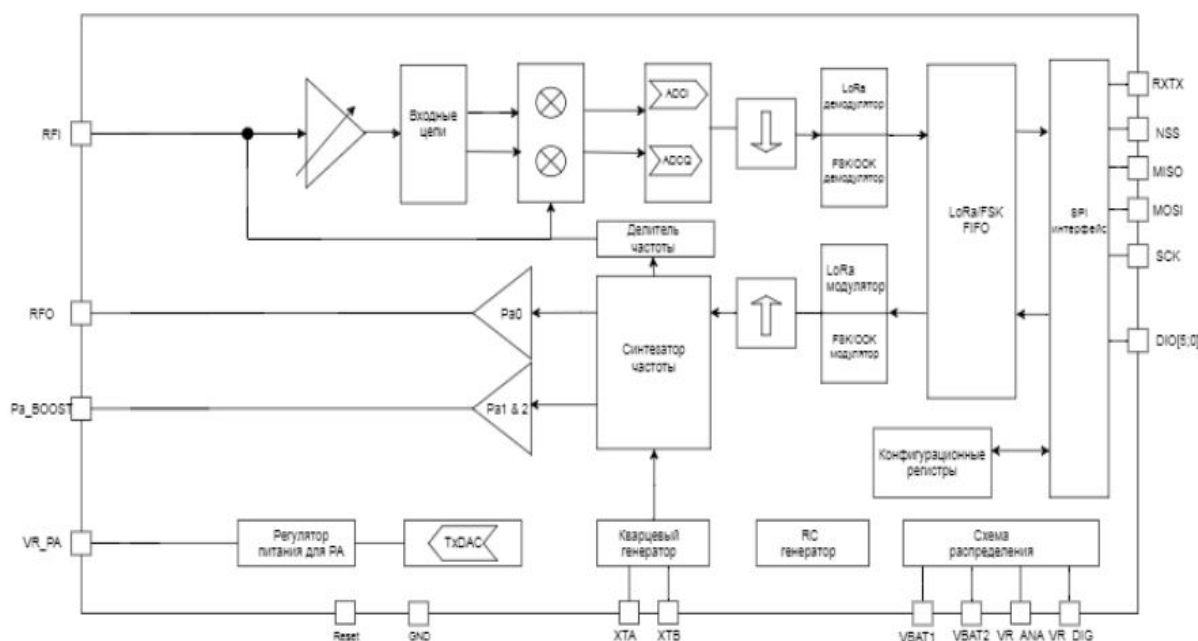 RXTX
LoRa
демодулятор
ADCI
Входные
цепи
RFI
NSS
MISO
ADCQ
FSK/OOK
демодулятор
MOSI
LoRa/FSK
FIFO
SPI
интерфейс
Делитель
частоты
SCK
LoRa
модулятор
RFO
Pa0
DIO[5;0]
FSK/OOK
модулятор
Синтезатор
частоты
Pa_BOOST
Pa1 & 2
Конфигурационные
регистры
VR_PA
Регулятор
питания для PA
TxDAC
Кварцевый
генератор
RC
генератор
Схема
распределения
Reset
GND
XTA
XTB
VBAT1
VBAT2
VR_ANA
VR_DIG